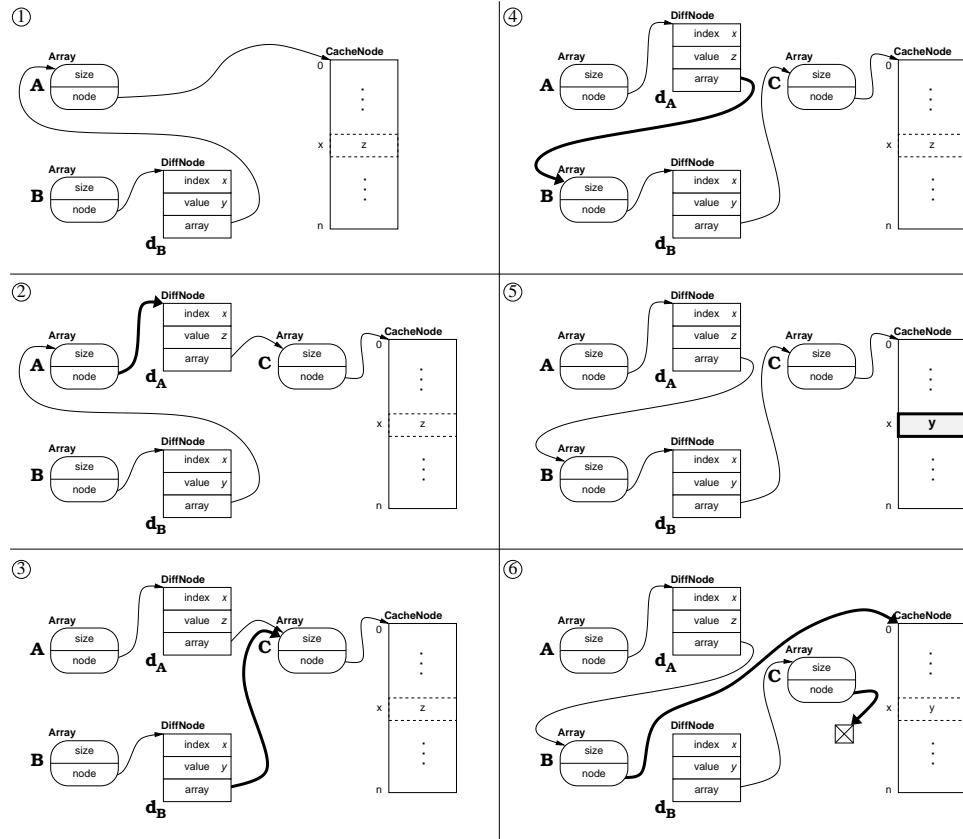 1
Array
A
size
node
CacheNode
0
x z
n
Array
B
size
node
DiffNode
index x
value y
array
d_B
2
Array
A
size
node
DiffNode
index x
value z
array
d_A
Array
C
size
node
CacheNode
0
x z
n
Array
B
size
node
DiffNode
index x
value y
array
d_B
3
Array
A
size
node
DiffNode
index x
value z
array
d_A
Array
C
size
node
CacheNode
0
x z
n
Array
B
size
node
DiffNode
index x
value y
array
d_B
4
Array
A
size
node
DiffNode
index x
value z
array
d_A
Array
C
size
node
CacheNode
0
x z
n
Array
B
size
node
DiffNode
index x
value y
array
d_B
5
Array
A
size
node
DiffNode
index x
value z
array
d_A
Array
C
size
node
CacheNode
0
x y
n
Array
B
size
node
DiffNode
index x
value y
array
d_B
6
Array
A
size
node
DiffNode
index x
value z
array
d_A
Array
C
size
node
CacheNode
0
x y
n
Array
B
size
node
DiffNode
index x
value y
array
d_B